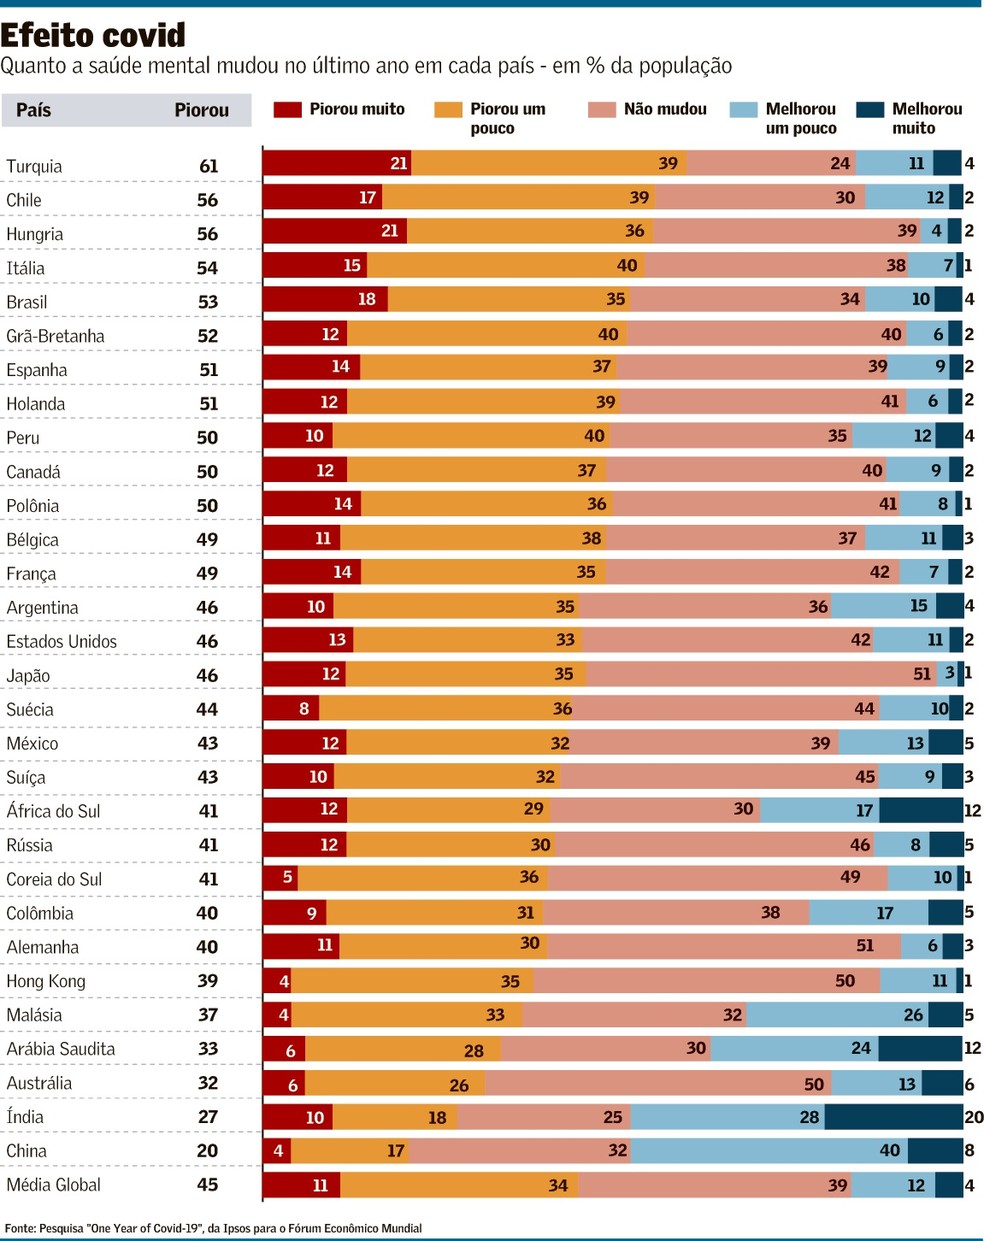 Efeito covid
Quanto a saúde mental mudou no último ano em cada país - em % da população
País Piorou Piorou muito Piorou um pouco Não mudou Melhorou um pouco Melhorou muito
Turquia 61 21 39 24 11 4
Chile 56 17 39 30 12 2
Hungria 56 21 36 39 4 2
Itália 54 15 40 38 7 1
Brasil 53 18 35 34 10 4
Grã-Bretanha 52 12 40 40 6 2
Espanha 51 14 37 39 9 2
Holanda 51 12 39 41 6 2
Peru 50 10 40 35 12 4
Canadá 50 12 37 40 9 2
Polônia 50 14 36 41 8 1
Bélgica 49 11 38 37 11 3
França 49 14 35 42 7 2
Argentina 46 10 35 36 15 4
Estados Unidos 46 13 33 42 11 2
Japão 46 12 35 51 3 1
Suécia 44 8 36 44 10 2
México 43 12 32 39 13 5
Suíça 43 10 32 45 9 3
África do Sul 41 12 29 30 17 12
Rússia 41 12 30 46 8 5
Coreia do Sul 41 5 36 49 10 1
Colômbia 40 9 31 38 17 5
Alemanha 40 11 30 51 6 3
Hong Kong 39 4 35 50 11 1
Malásia 37 4 33 32 26 5
Arábia Saudita 33 6 28 30 24 12
Austrália 32 6 26 50 13 6
Índia 27 10 18 25 28 20
China 20 4 17 32 40 8
Média Global 45 11 34 39 12 4
Fonte: Pesquisa "One Year of Covid-19", da Ipsos para o Fórum Econômico Mundial